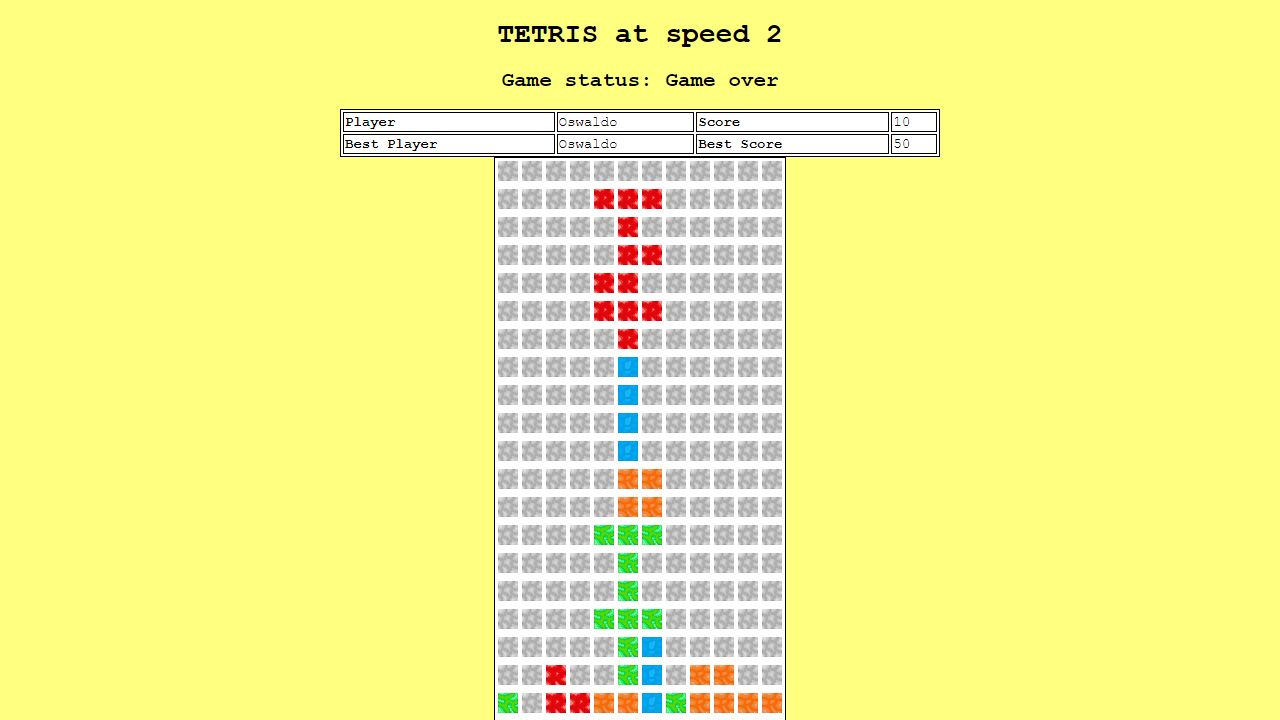 TETRIS at speed 2
Game status: Game over
Player Oswaldo Score 10
Best Player Oswaldo Best Score 50